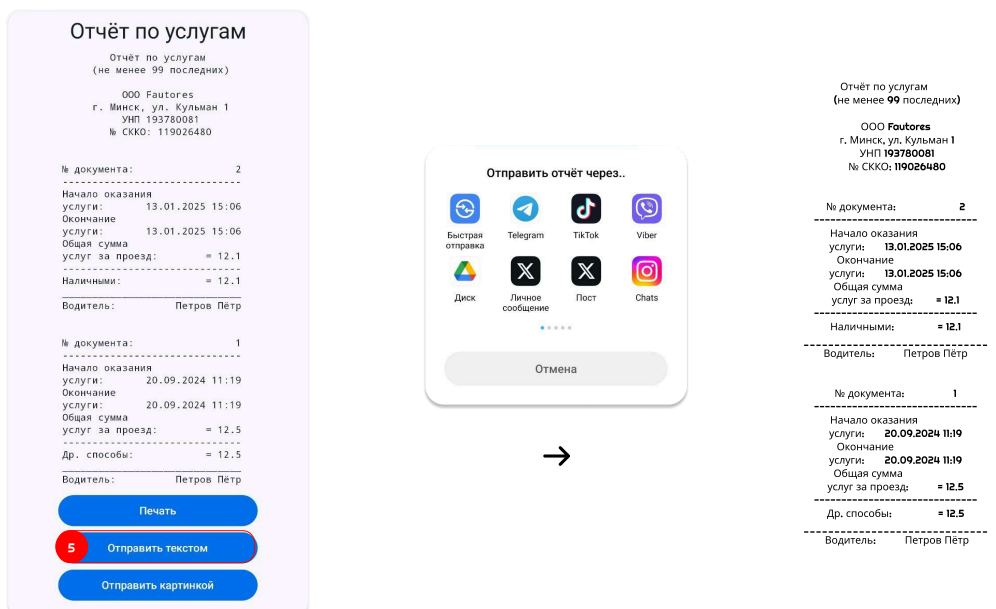 Отчёт по услугам
Отчёт по услугам
(не менее 99 последних)
ООО Fautores
г. Минск, ул. Кульман 1
УНП 193780081
№ СККО: 119026480
№ документа: 2
------------------------------
Начало оказания
услуги: 13.01.2025 15:06
Окончание
услуги: 13.01.2025 15:06
Общая сумма
услуг за проезд: = 12.1
------------------------------
Наличными: = 12.1
______________________________
Водитель: Петров Пётр
№ документа: 1
------------------------------
Начало оказания
услуги: 20.09.2024 11:19
Окончание
услуги: 20.09.2024 11:19
Общая сумма
услуг за проезд: = 12.5
------------------------------
Др. способы: = 12.5
______________________________
Водитель: Петров Пётр
Печать
5 Отправить текстом
Отправить картинкой
Отправить отчёт через..
Быстрая отправка
Telegram
TikTok
Viber
Диск
Личное сообщение
Пост
Chats
Отмена
→
Отчёт по услугам
(не менее 99 последних)
ООО Fautores
г. Минск, ул. Кульман 1
УНП 193780081
№ СККО: 119026480
№ документа: 2
------------------------------
Начало оказания
услуги: 13.01.2025 15:06
Окончание
услуги: 13.01.2025 15:06
Общая сумма
услуг за проезд: = 12.1
------------------------------
Наличными: = 12.1
------------------------------
Водитель: Петров Пётр
№ документа: 1
------------------------------
Начало оказания
услуги: 20.09.2024 11:19
Окончание
услуги: 20.09.2024 11:19
Общая сумма
услуг за проезд: = 12.5
------------------------------
Др. способы: = 12.5
------------------------------
Водитель: Петров Пётр